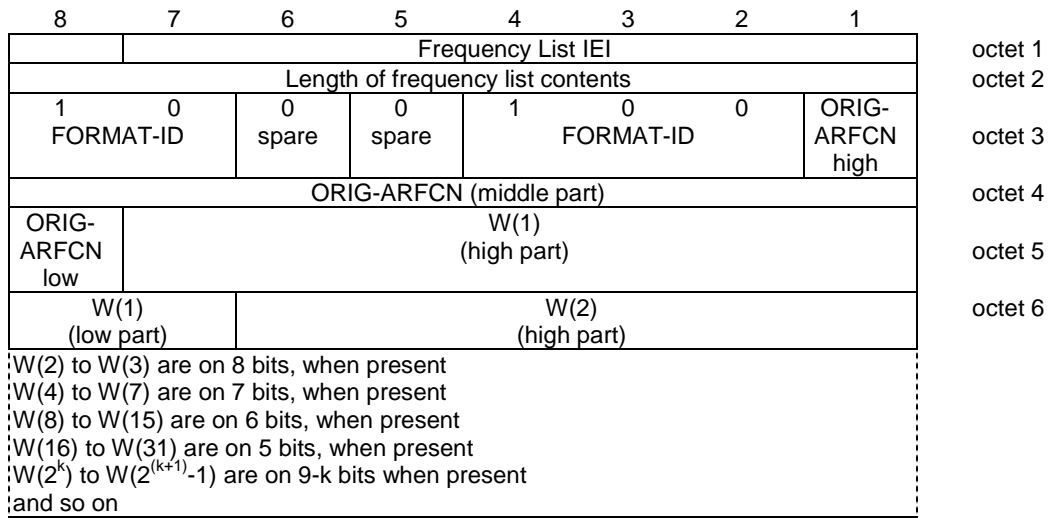 8 7 6 5 4 3 2 1
Frequency List IEI octet 1
Length of frequency list contents octet 2
1 0 0 0 1 0 0 ORIG-
FORMAT-ID spare spare FORMAT-ID ARFCN octet 3
high
ORIG-ARFCN (middle part) octet 4
ORIG- W(1)
ARFCN (high part) octet 5
low
W(1) W(2) octet 6
(low part) (high part)
W(2) to W(3) are on 8 bits, when present
W(4) to W(7) are on 7 bits, when present
W(8) to W(15) are on 6 bits, when present
W(16) to W(31) are on 5 bits, when present
W(2^k) to W(2^(k+1)-1) are on 9-k bits when present
and so on